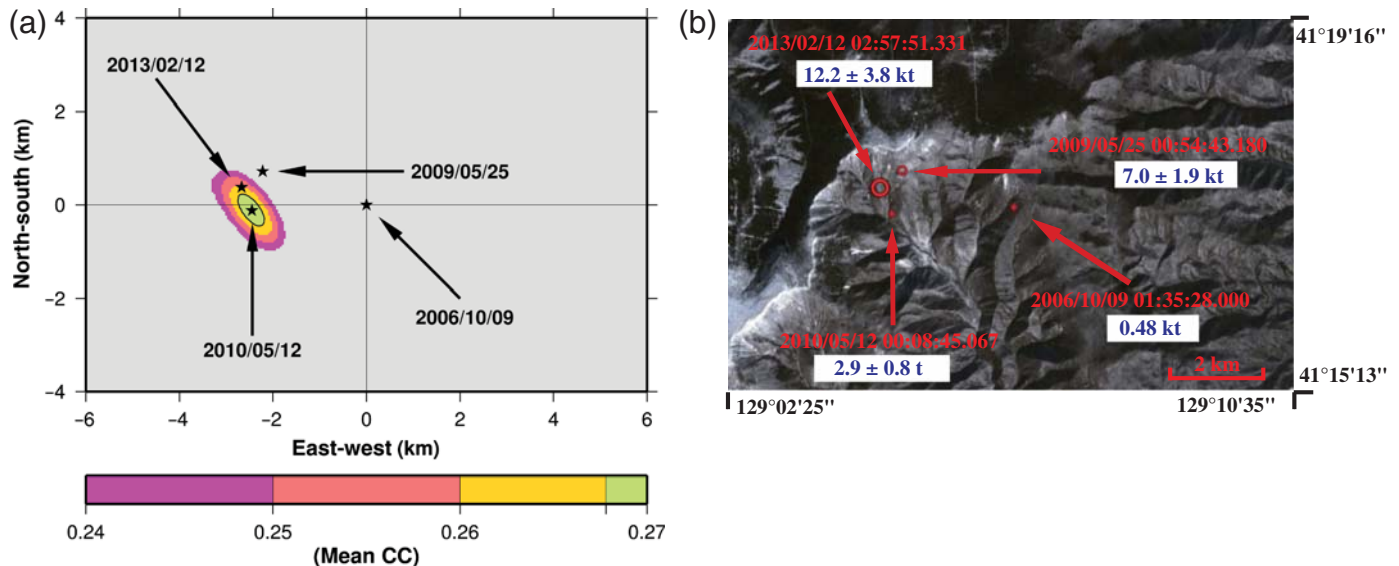 (a)
4
2
0
−2
−4
North-south (km)
2013/02/12
2009/05/25
2010/05/12
2006/10/09
−6
−4
−2
0
2
4
6
East-west (km)
0.24
0.25
0.26
0.27
(Mean CC)
(b)
2013/02/12 02:57:51.331
12.2 ± 3.8 kt
2009/05/25 00:54:43.180
7.0 ± 1.9 kt
2006/10/09 01:35:28.000
0.48 kt
2010/05/12 00:08:45.067
2.9 ± 0.8 t
2 km
41°19'16"
41°15'13"
129°02'25"
129°10'35"